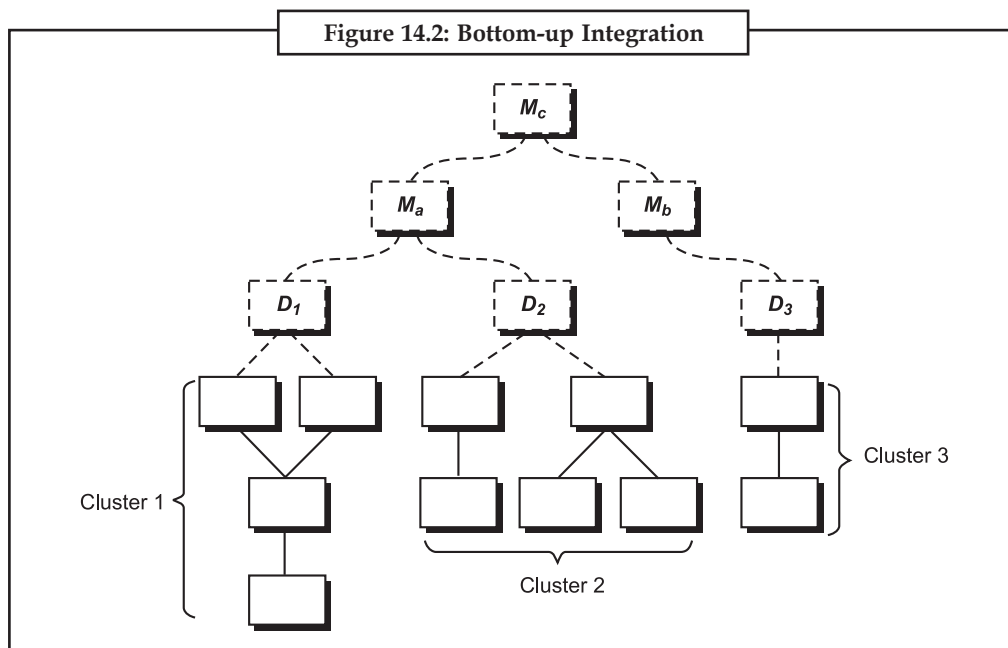 Figure 14.2: Bottom-up Integration
Mc
Ma
Mb
D1
D2
D3
Cluster 1
Cluster 3
Cluster 2